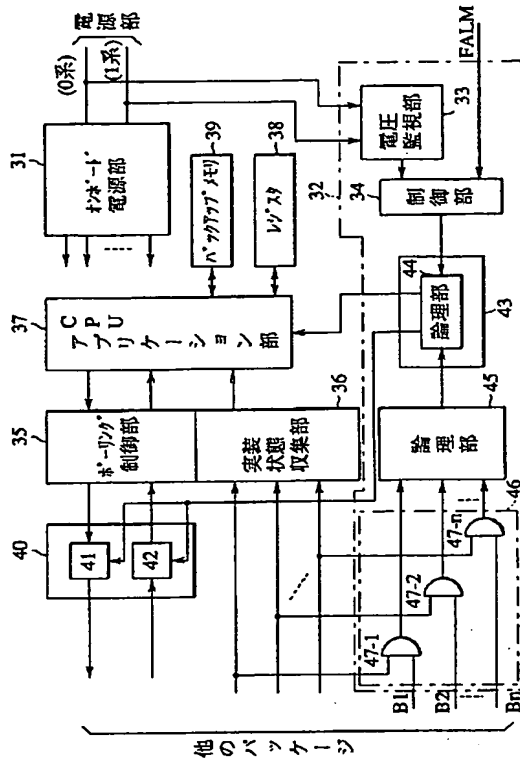 電源部
(0系)
(1系)
31
オンボード
電源部
39
バックアップメモリ
38
レジスタ
37
CPU
アプリケーション部
35
ポーリング
制御部
36
実装
状態
収集部
40
41
42
32
33
電圧
監視部
34
制御部
FALM
44
論理部
43
45
論理部
46
47-1
47-2
47-n
B1
B2
Bn
他のパッケージ